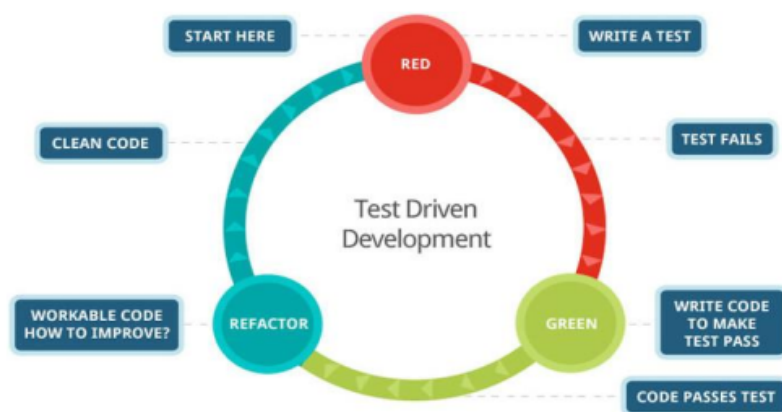 START HERE
RED
WRITE A TEST
CLEAN CODE
TEST FAILS
Test Driven
Development
WORKABLE CODE
HOW TO IMPROVE?
REFACTOR
GREEN
WRITE CODE
TO MAKE
TEST PASS
CODE PASSES TEST